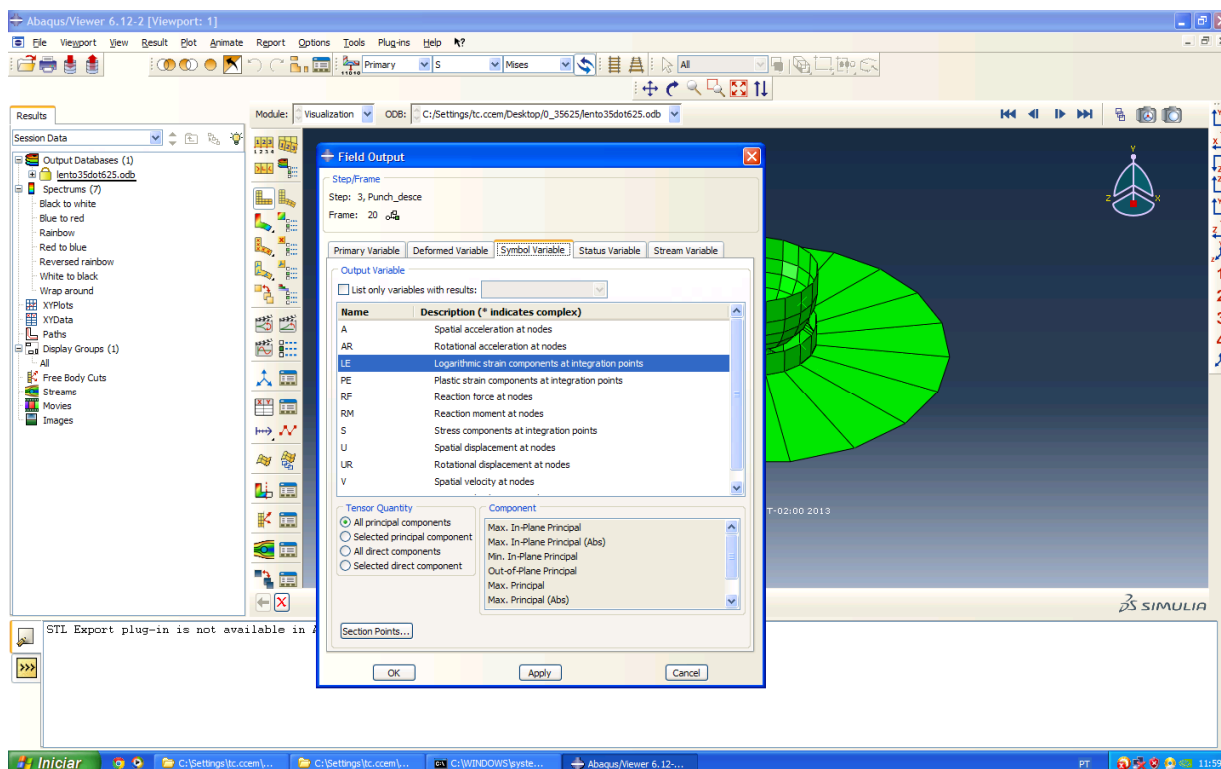 Abaqus/Viewer 6.12-2 [Viewport: 1]
File Viewport View Result Plot Animate Report Options Tools Plug-ins Help
Primary S Mises All
Results
Module: Visualization ODB: C:/Settings/tc.ccem/Desktop/0_35625/lento35dot625.odb
Session Data
Output Databases (1)
lento35dot625.odb
Spectrums (7)
Black to white
Blue to red
Rainbow
Red to blue
Reversed rainbow
White to black
Wrap around
XYPlots
XYData
Paths
Display Groups (1)
All
Free Body Cuts
Streams
Movies
Images
Field Output
Step/Frame
Step: 3, Punch_desce
Frame: 20
Primary Variable Deformed Variable Symbol Variable Status Variable Stream Variable
Output Variable
List only variables with results:
Name Description (* indicates complex)
A Spatial acceleration at nodes
AR Rotational acceleration at nodes
LE Logarithmic strain components at integration points
PE Plastic strain components at integration points
RF Reaction force at nodes
RM Reaction moment at nodes
S Stress components at integration points
U Spatial displacement at nodes
UR Rotational displacement at nodes
V Spatial velocity at nodes
Tensor Quantity
All principal components
Selected principal component
All direct components
Selected direct component
Component
Max. In-Plane Principal
Max. In-Plane Principal (Abs)
Min. In-Plane Principal
Out-of-Plane Principal
Max. Principal
Max. Principal (Abs)
Section Points...
OK Apply Cancel
Y
Z X
T-02:00 2013
SIMULIA
STL Export plug-in is not available in
Iniciar C:\Settings\tc.ccem\... C:\Settings\tc.ccem\... C:\WINDOWS\syste... Abaqus/Viewer 6.12-... PT 11:59